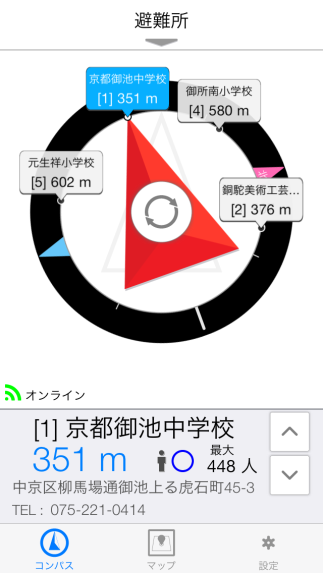 避難所
京都御池中学校
[1] 351 m
御所南小学校
[4] 580 m
元生祥小学校
[5] 602 m
銅駝美術工芸…
[2] 376 m
オンライン
[1] 京都御池中学校
351 m
最大
448 人
中京区柳馬場通御池上る虎石町45-3
TEL : 075-221-0414
コンパス
マップ
設定